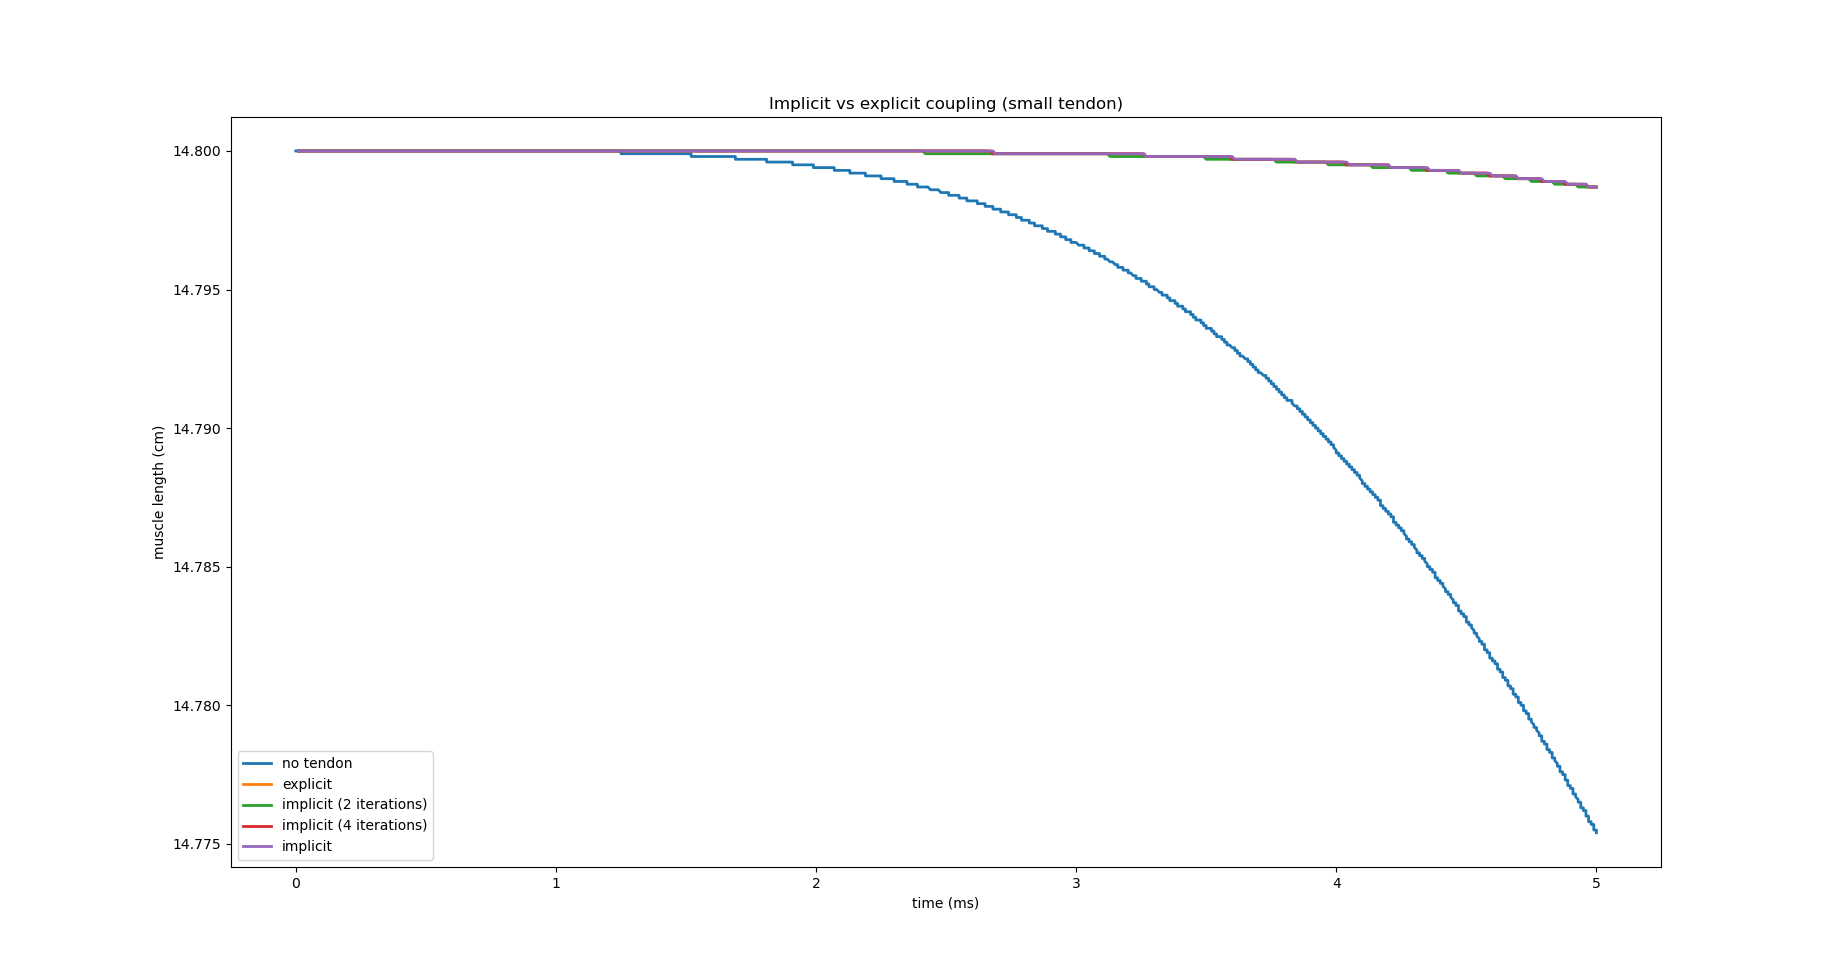 Implicit vs explicit coupling (small tendon)
14.800
14.795
14.790
14.785
14.780
14.775
muscle length (cm)
no tendon
explicit
implicit (2 iterations)
implicit (4 iterations)
implicit
0 1 2 3 4 5
time (ms)